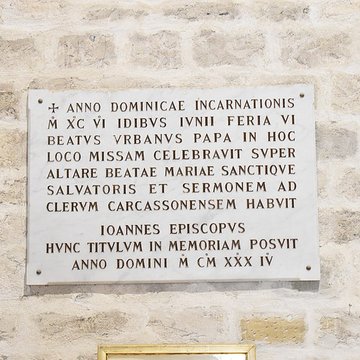 ✠ ANNO DOMINICAE INCARNATIONIS
M̊ XC̊ VI̊ IDIBVS IVNII FERIA VI
BEATVS VRBANVS PAPA IN HOC
LOCO MISSAM CELEBRAVIT SVPER
ALTARE BEATAE MARIAE SANCTIQVE
SALVATORIS ET SERMONEM AD
CLERVM CARCASSONENSEM HABVIT
IOANNES EPISCOPVS
HVNC TITVLVM IN MEMORIAM POSVIT
ANNO DOMINI M̊ CM̊ XXX̊ IV̊